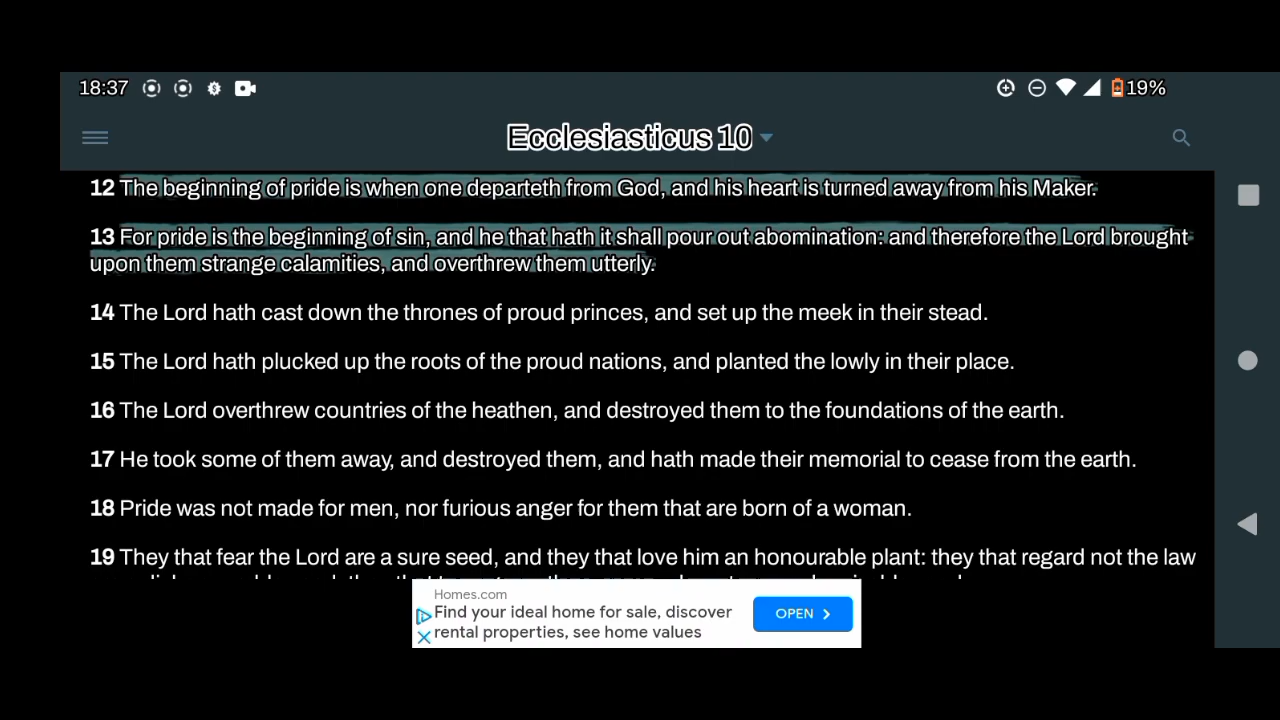 18:37
19%
Ecclesiasticus 10
12 The beginning of pride is when one departeth from God, and his heart is turned away from his Maker.
13 For pride is the beginning of sin, and he that hath it shall pour out abomination: and therefore the Lord brought
upon them strange calamities, and overthrew them utterly.
14 The Lord hath cast down the thrones of proud princes, and set up the meek in their stead.
15 The Lord hath plucked up the roots of the proud nations, and planted the lowly in their place.
16 The Lord overthrew countries of the heathen, and destroyed them to the foundations of the earth.
17 He took some of them away, and destroyed them, and hath made their memorial to cease from the earth.
18 Pride was not made for men, nor furious anger for them that are born of a woman.
19 They that fear the Lord are a sure seed, and they that love him an honourable plant: they that regard not the law
Homes.com
Find your ideal home for sale, discover
rental properties, see home values
OPEN